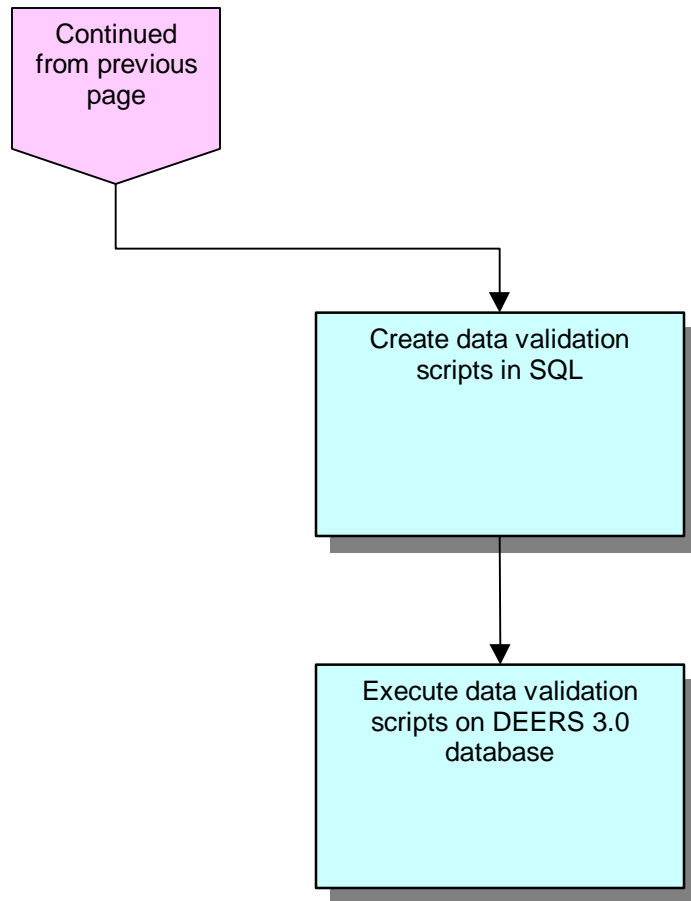 Continued
from previous
page
Create data validation
scripts in SQL
Execute data validation
scripts on DEERS 3.0
database